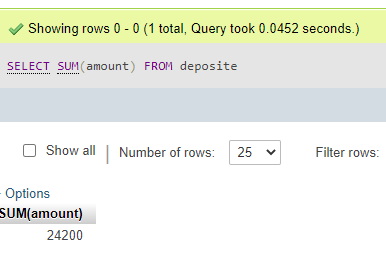 Showing rows 0 - 0 (1 total, Query took 0.0452 seconds.)
SELECT SUM(amount) FROM deposite
Show all | Number of rows: 25 Filter rows:
Options
SUM(amount)
24200